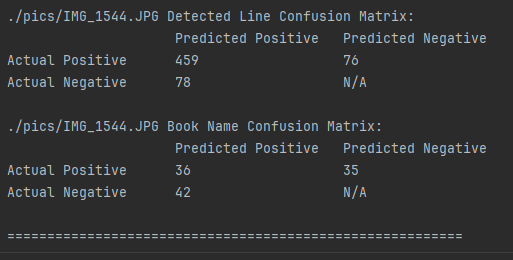 ./pics/IMG_1544.JPG Detected Line Confusion Matrix:
Predicted Positive Predicted Negative
Actual Positive 459 76
Actual Negative 78 N/A
./pics/IMG_1544.JPG Book Name Confusion Matrix:
Predicted Positive Predicted Negative
Actual Positive 36 35
Actual Negative 42 N/A
=========================================================